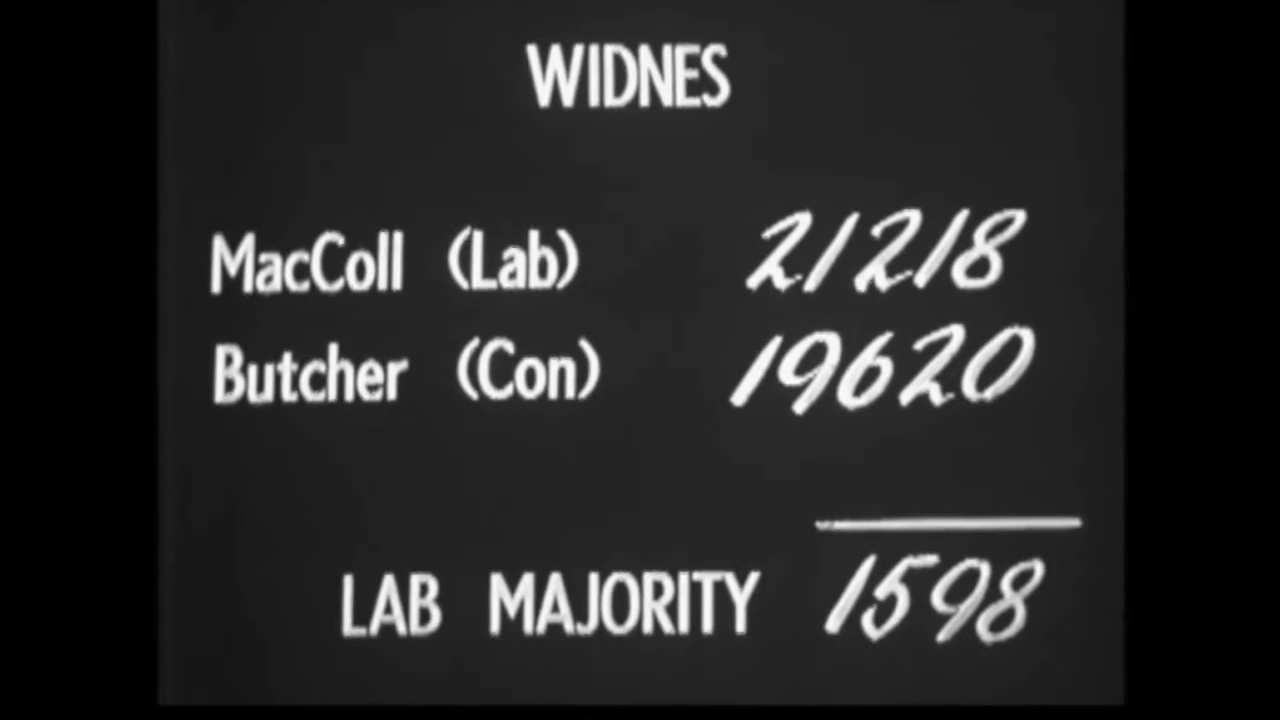 WIDNES
MacColl (Lab) 21218
Butcher (Con) 19620
LAB MAJORITY 1598